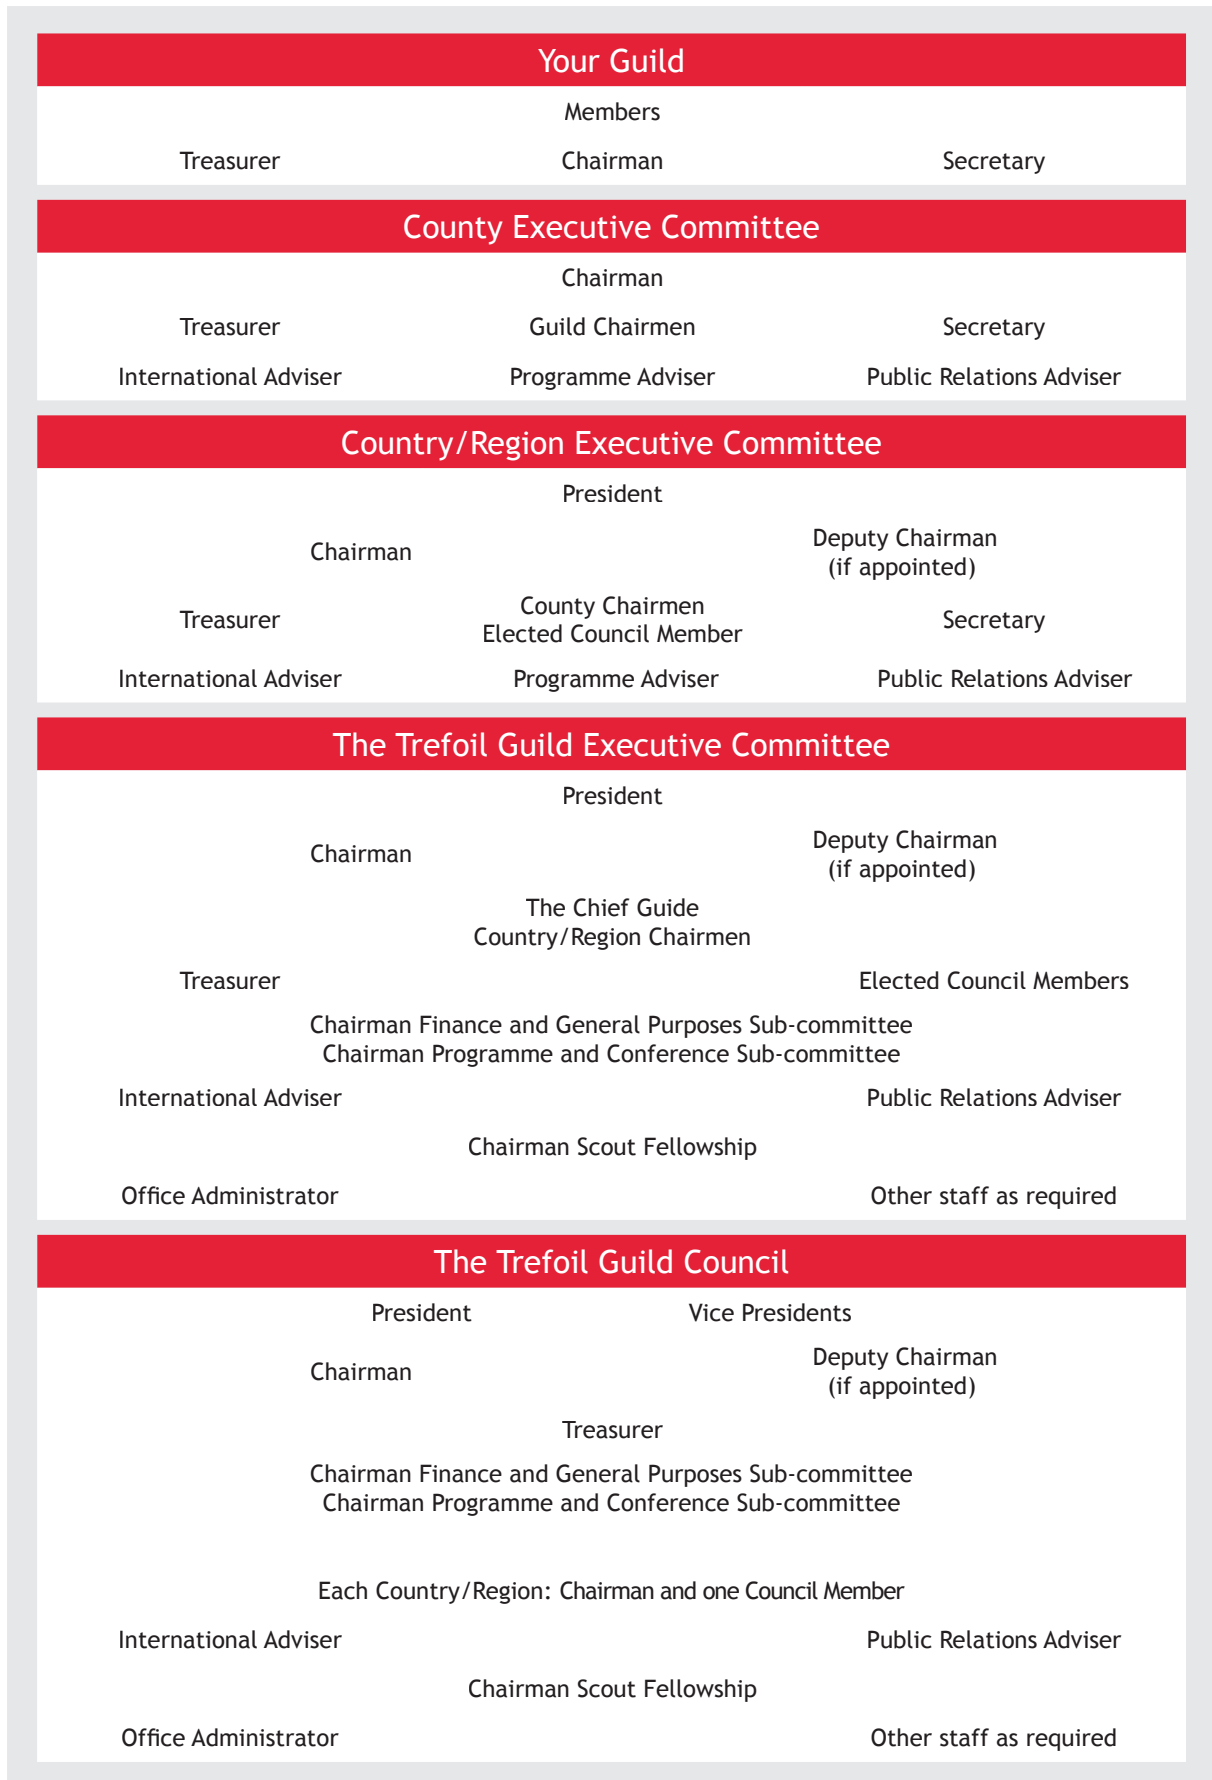 Your Guild
Members
Treasurer Chairman Secretary
County Executive Committee
Chairman
Treasurer Guild Chairmen Secretary
International Adviser Programme Adviser Public Relations Adviser
Country/Region Executive Committee
President
Chairman Deputy Chairman
(if appointed)
Treasurer County Chairmen Secretary
Elected Council Member
International Adviser Programme Adviser Public Relations Adviser
The Trefoil Guild Executive Committee
President
Chairman Deputy Chairman
(if appointed)
The Chief Guide
Country/Region Chairmen
Treasurer Elected Council Members
Chairman Finance and General Purposes Sub-committee
Chairman Programme and Conference Sub-committee
International Adviser Public Relations Adviser
Chairman Scout Fellowship
Office Administrator Other staff as required
The Trefoil Guild Council
President Vice Presidents
Chairman Deputy Chairman
(if appointed)
Treasurer
Chairman Finance and General Purposes Sub-committee
Chairman Programme and Conference Sub-committee
Each Country/Region: Chairman and one Council Member
International Adviser Public Relations Adviser
Chairman Scout Fellowship
Office Administrator Other staff as required